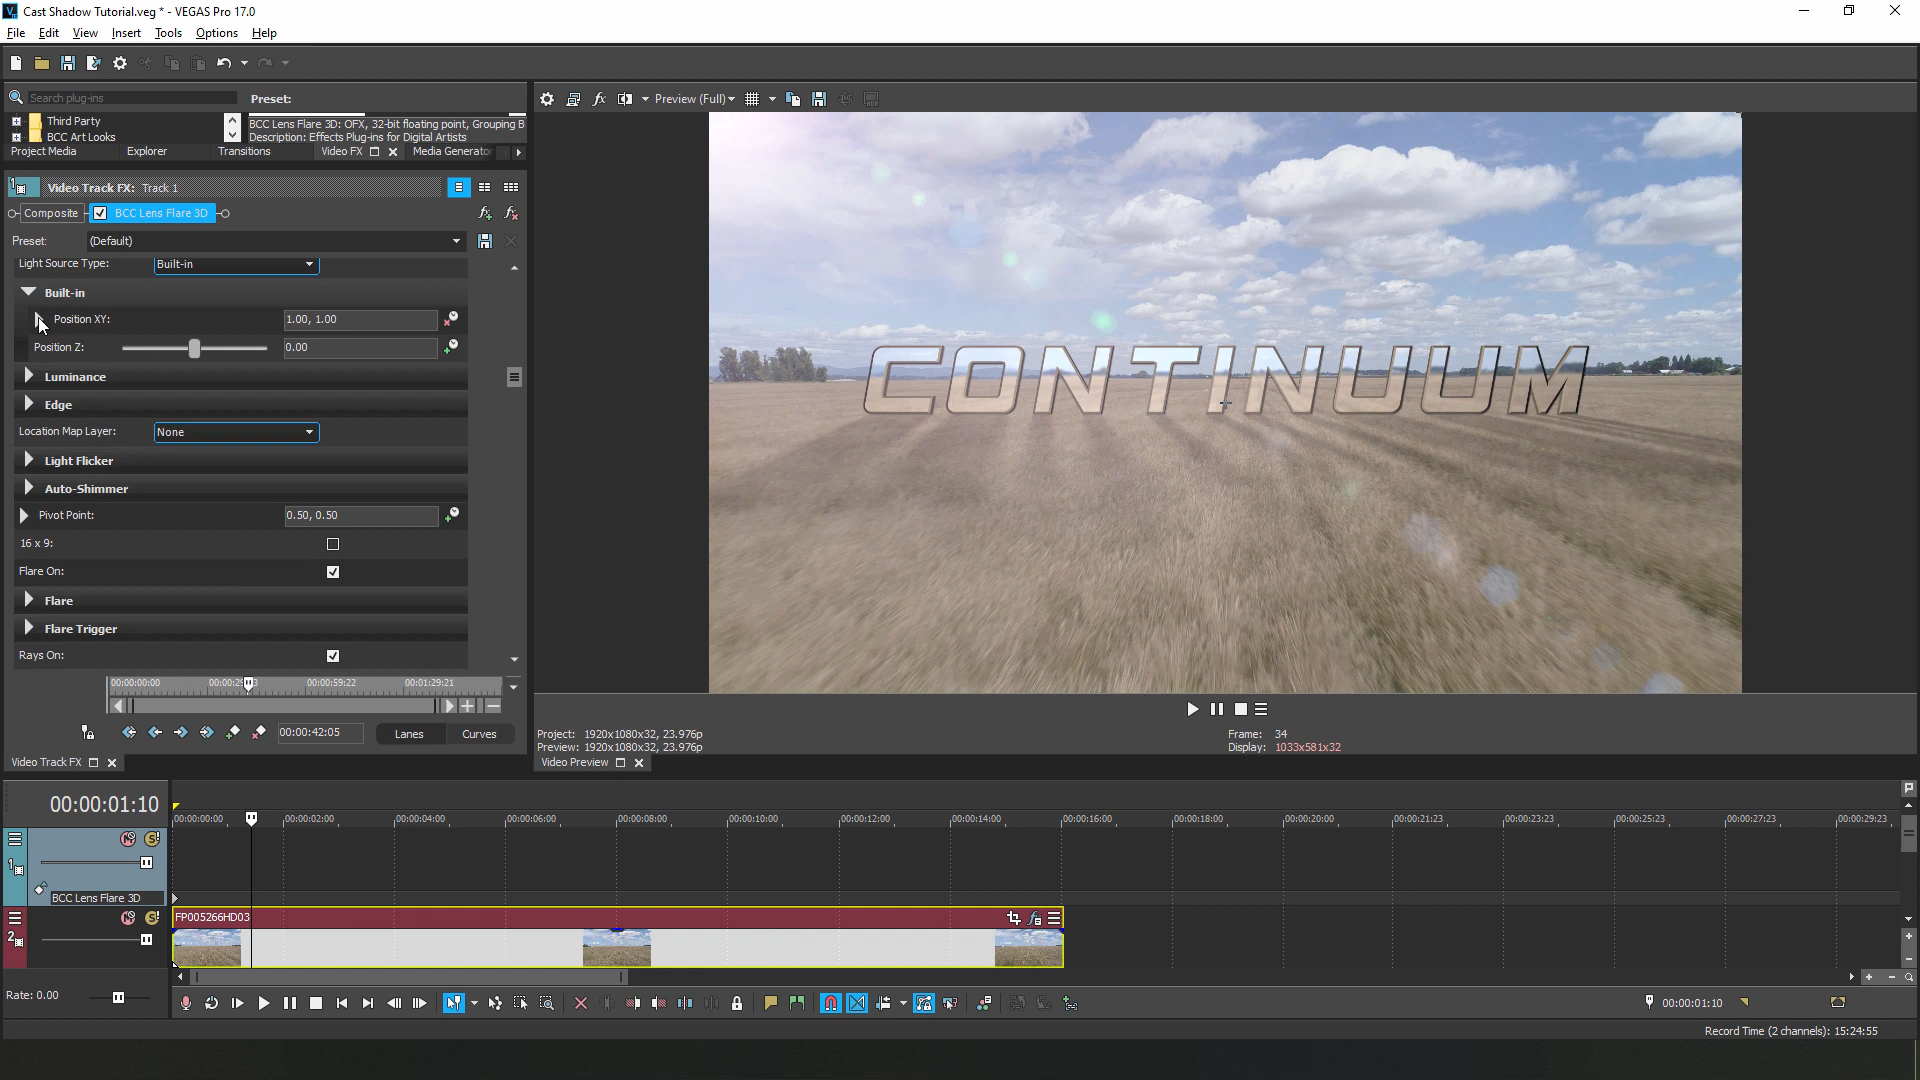 Cast Shadow Tutorial.veg * - VEGAS Pro 17.0
File Edit View Insert Tools Options Help
Search plug-ins
Preset:
Preview (Full)
Third Party
BCC Art Looks
BCC Lens Flare 3D: OFX, 32-bit floating point, Grouping B
Description: Effects Plug-ins for Digital Artists
Project Media Explorer Transitions Video FX Media Generator
Video Track FX: Track 1
Composite BCC Lens Flare 3D
Preset: (Default)
Light Source Type: Built-in
Built-in
Position XY: 1.00, 1.00
Position Z: 0.00
Luminance
Edge
Location Map Layer: None
Light Flicker
Auto-Shimmer
Pivot Point: 0.50, 0.50
16 x 9:
Flare On:
Flare
Flare Trigger
Rays On:
CONTINUUM
00:00:00:00 00:00:59:22 00:01:29:21
00:00:42:05 Lanes Curves
Project: 1920x1080x32, 23.976p
Preview: 1920x1080x32, 23.976p
Frame: 34
Display: 1033x581x32
Video Track FX
Video Preview
00:00:01:10
00:00:00:00 00:00:02:00 00:00:04:00 00:00:06:00 00:00:08:00 00:00:10:00 00:00:12:00 00:00:14:00 00:00:16:00 00:00:18:00 00:00:20:00 00:00:21:23 00:00:23:23 00:00:25:23 00:00:27:23 00:00:29:23
1
BCC Lens Flare 3D
2
FP005266HD03
Rate: 0.00
00:00:01:10
Record Time (2 channels): 15:24:55